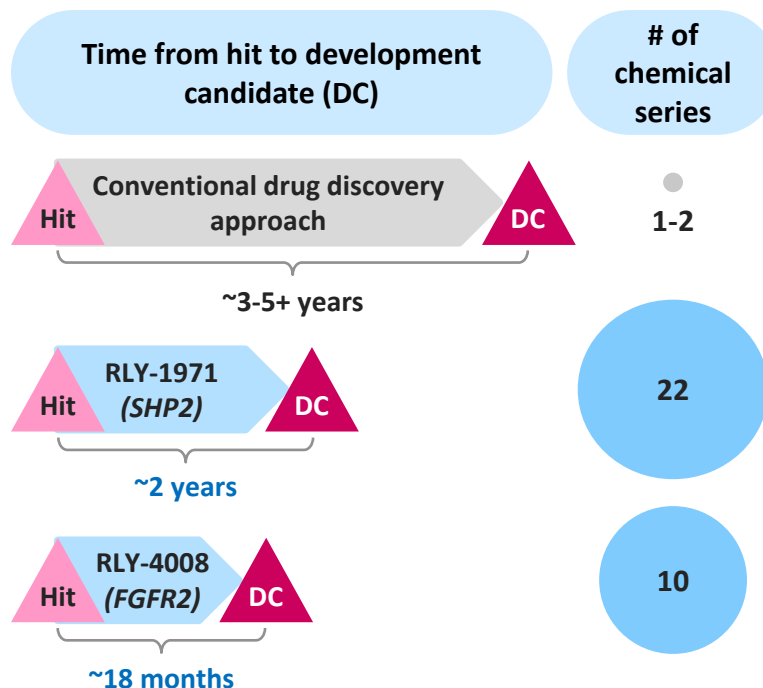 Time from hit to development
candidate (DC)
# of
chemical
series
Hit
Conventional drug discovery
approach
DC
1-2
~3-5+ years
Hit
RLY-1971
(SHP2)
DC
22
~2 years
Hit
RLY-4008
(FGFR2)
DC
10
~18 months